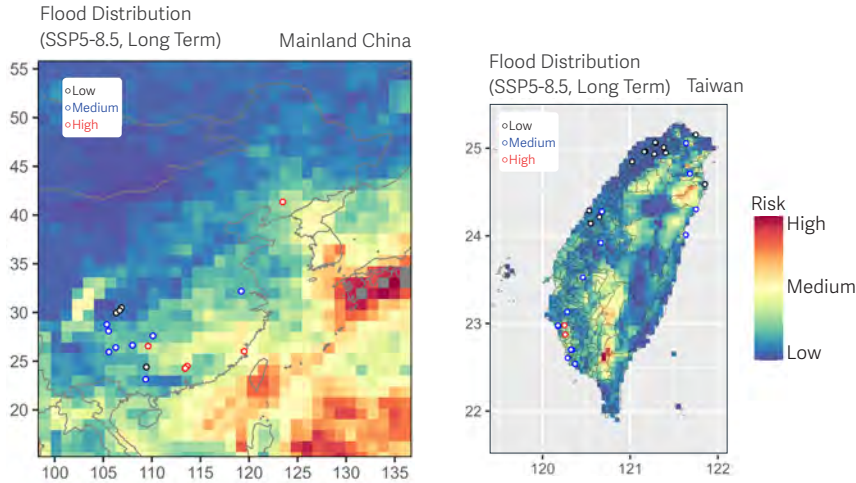 Flood Distribution
(SSP5-8.5, Long Term)
Mainland China
55
50
45
40
35
30
25
20
100
105
110
115
120
125
130
135
Low
Medium
High
Flood Distribution
(SSP5-8.5, Long Term)
Taiwan
25
24
23
22
120
121
122
Low
Medium
High
Risk
High
Medium
Low